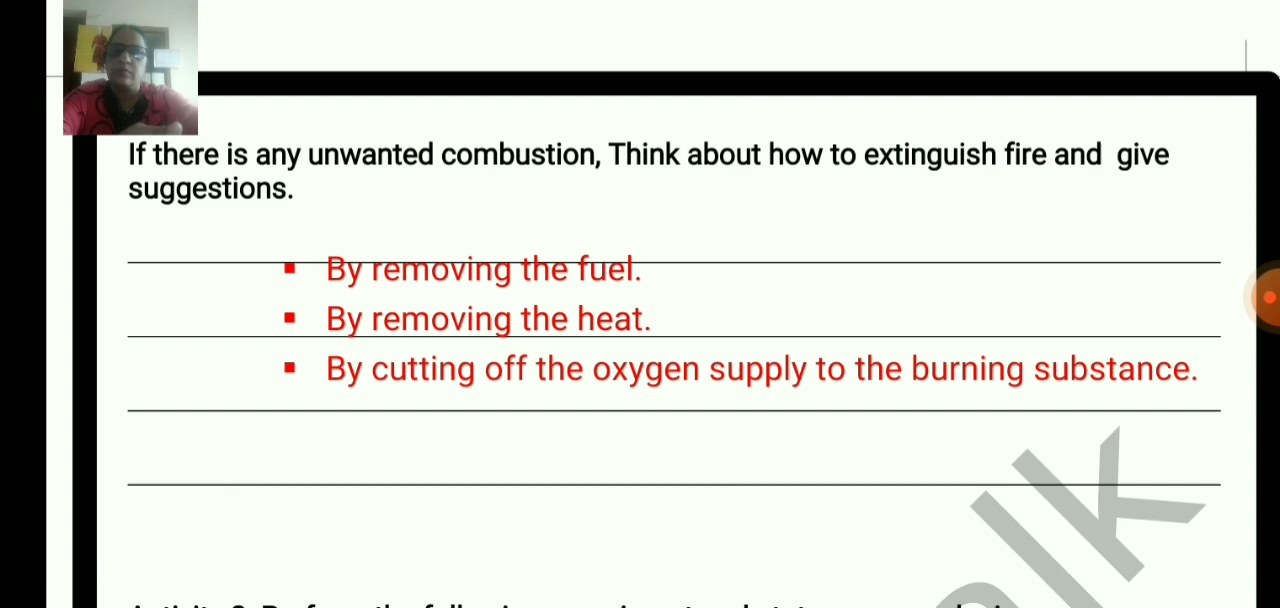 If there is any unwanted combustion, Think about how to extinguish fire and give
suggestions.
▪ By removing the fuel.
▪ By removing the heat.
▪ By cutting off the oxygen supply to the burning substance.